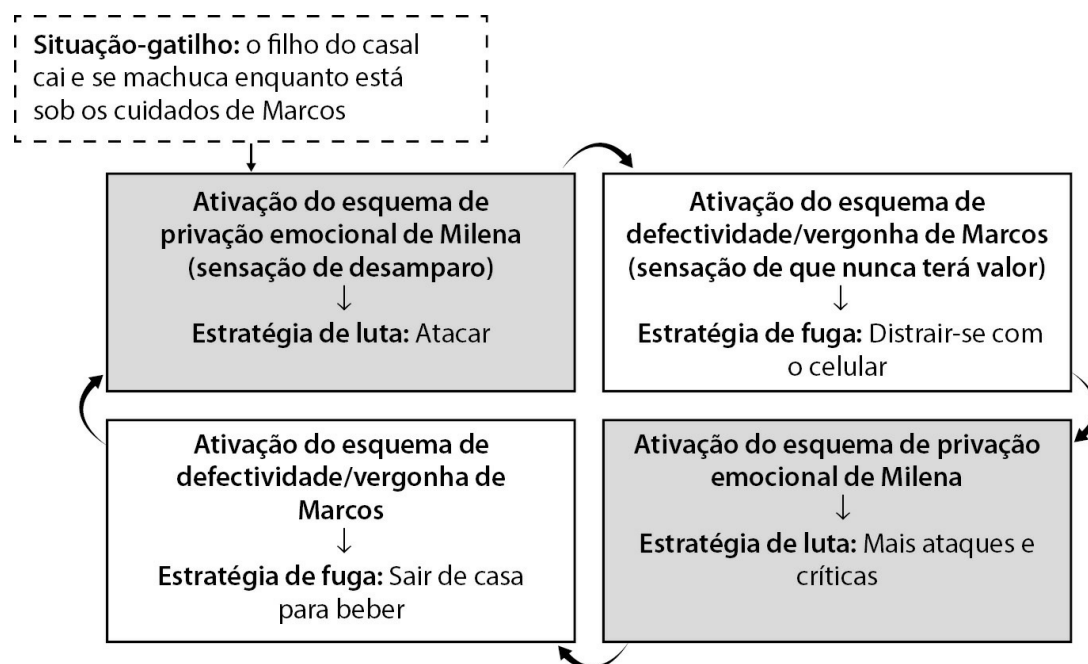 Situação-gatilho: o filho do casal
cai e se machuca enquanto está
sob os cuidados de Marcos
Ativação do esquema de
privação emocional de Milena
(sensação de desamparo)
↓
Estratégia de luta: Atacar
Ativação do esquema de
defectividade/vergonha de Marcos
(sensação de que nunca terá valor)
↓
Estratégia de fuga: Distrair-se com
o celular
Ativação do esquema de privação
emocional de Milena
↓
Estratégia de luta: Mais ataques e
críticas
Ativação do esquema de
defectividade/vergonha de
Marcos
↓
Estratégia de fuga: Sair de casa
para beber